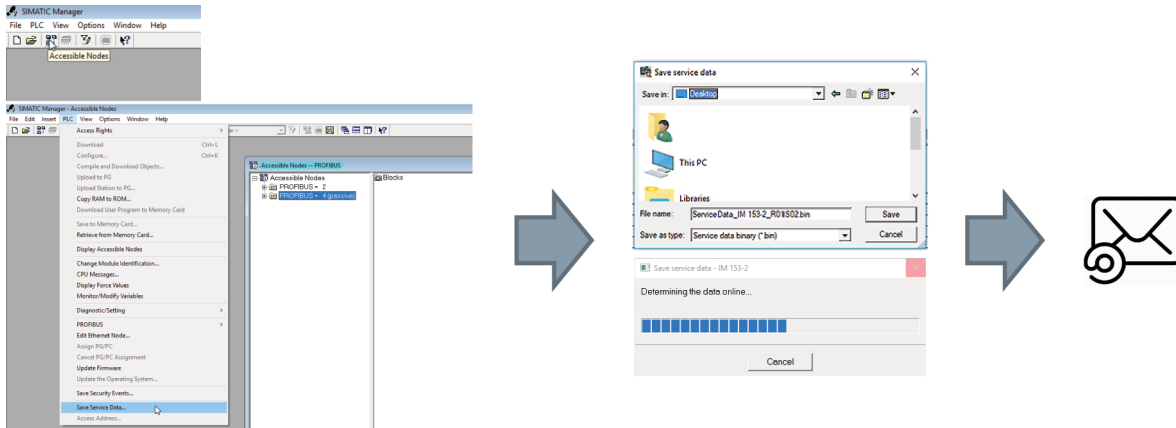 SIMATIC Manager
File PLC View Options Window Help
Accessible Nodes
SIMATIC Manager - Accessible Nodes
File Edit Insert PLC View Options Window Help
Access Rights
Download Ctrl+L
Configure... Ctrl+K
Compile and Download Objects...
Upload to PG
Upload Station to PG...
Copy RAM to ROM...
Download User Program to Memory Card
Save to Memory Card...
Retrieve from Memory Card...
Display Accessible Nodes
Change Module Identification...
CPU Messages...
Display Force Values
Monitor/Modify Variables
Diagnostic/Setting
PROFIBUS
Edit Ethernet Node...
Assign PG/PC
Cancel PG/PC Assignment
Update Firmware
Update the Operating System...
Save Security Events...
Save Service Data...
Access Address...
Accessible Nodes -- PROFIBUS
Accessible Nodes
PROFIBUS = 2
PROFIBUS = 4 (passive)
Blocks
Save service data
Save in: Desktop
This PC
Libraries
File name: ServiceData_IM 153-2_R01\S02.bin Save
Save as type: Service data binary (*.bin) Cancel
Save service data - IM 153-2
Determining the data online...
Cancel